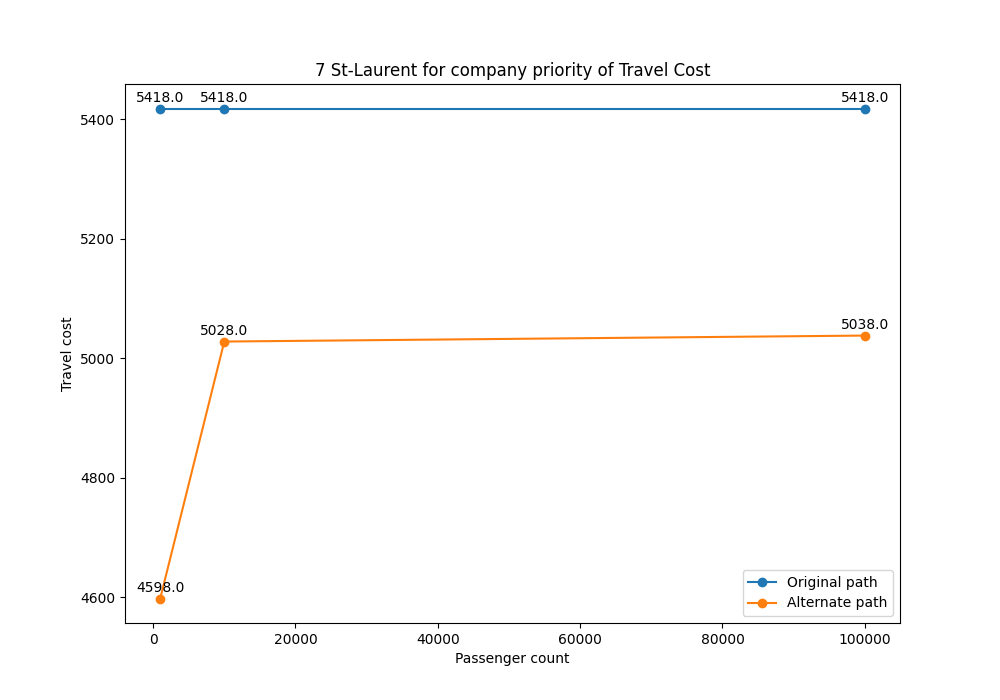 7 St-Laurent for company priority of Travel Cost
5418.0 5418.0 5418.0
5400
5200
5028.0 5038.0
5000
4800
4598.0
4600
Travel cost
Original path
Alternate path
0 20000 40000 60000 80000 100000
Passenger count